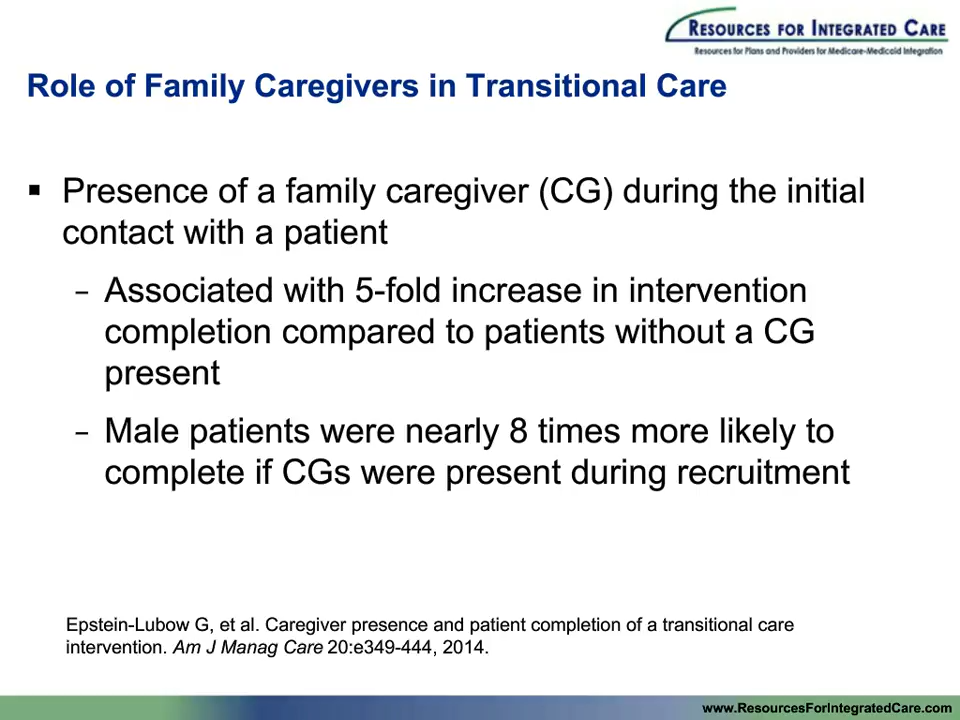 RESOURCES FOR INTEGRATED CARE
Resources for Plans and Providers for Medicare-Medicaid Integration
Role of Family Caregivers in Transitional Care
▪ Presence of a family caregiver (CG) during the initial
contact with a patient
– Associated with 5-fold increase in intervention
completion compared to patients without a CG
present
– Male patients were nearly 8 times more likely to
complete if CGs were present during recruitment
Epstein-Lubow G, et al. Caregiver presence and patient completion of a transitional care
intervention. Am J Manag Care 20:e349-444, 2014.
www.ResourcesForIntegratedCare.com